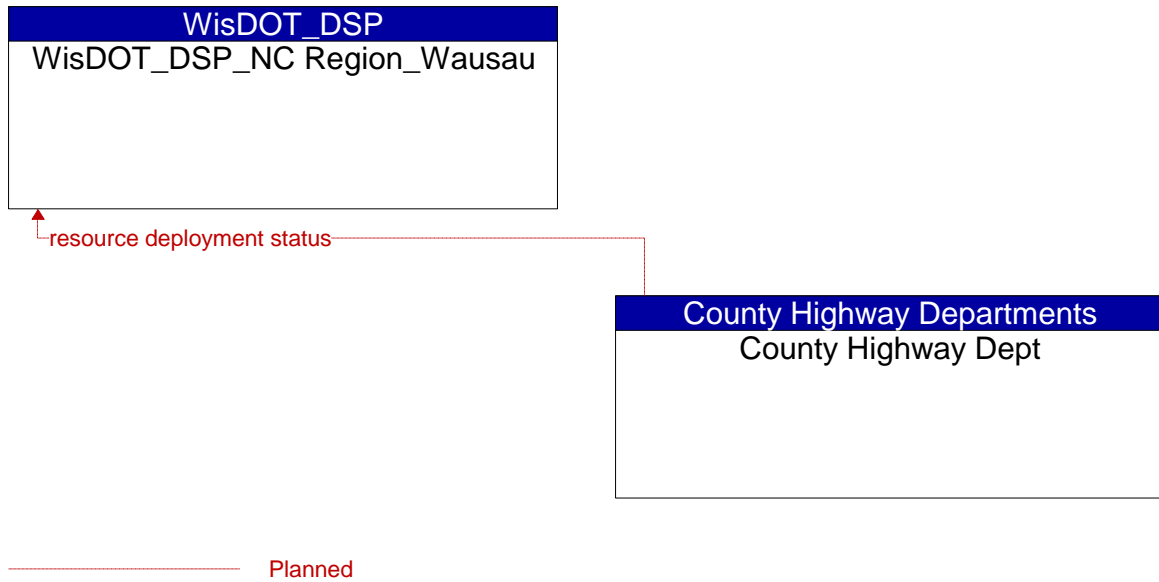 WisDOT_DSP
WisDOT_DSP_NC Region_Wausau
resource deployment status
County Highway Departments
County Highway Dept
Planned